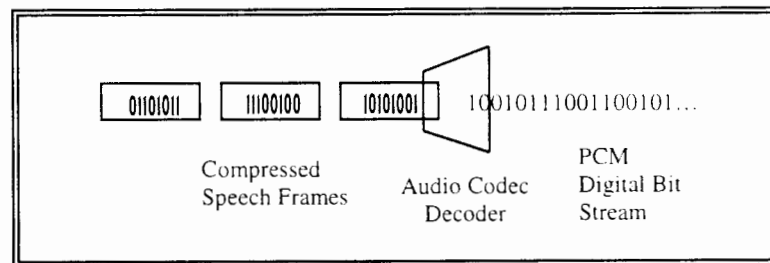 01101011 11100100 10101001 10010111001100101...
Compressed
Speech Frames
Audio Codec
Decoder
PCM
Digital Bit
Stream